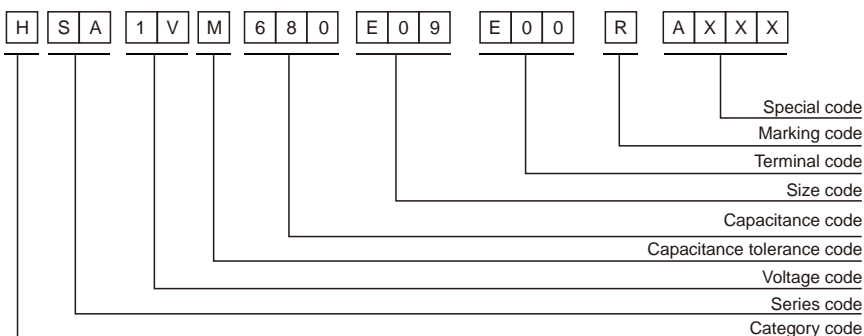 H S A 1 V M 6 8 0 E 0 9 E 0 0 R A X X X
Special code
Marking code
Terminal code
Size code
Capacitance code
Capacitance tolerance code
Voltage code
Series code
Category code